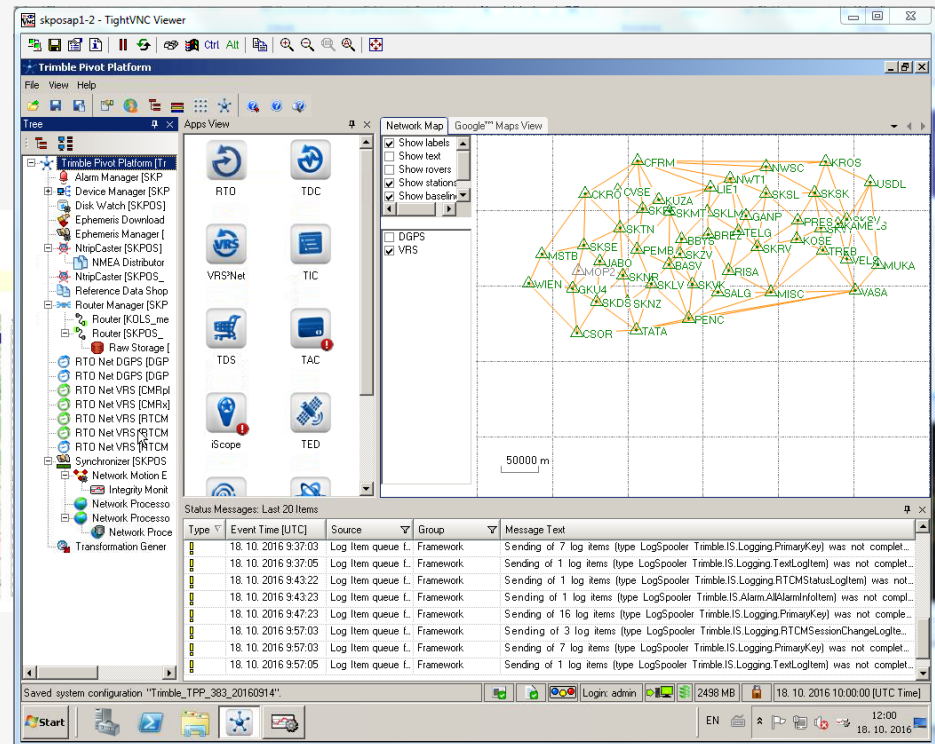 skposap1-2 - TightVNC Viewer
Ctrl Alt
Trimble Pivot Platform
File View Help
Tree
Trimble Pivot Platform [Tr
Alarm Manager [SKP
Device Manager [SKP
Disk Watch [SKPOS]
Ephemeris Download
Ephemeris Manager [
NtripCaster [SKPOS]
NMEA Distributor
NtripCaster [SKPOS_
Reference Data Shop
Router Manager [SKP
Router [KOLS_me
Router [SKPOS_
Raw Storage [
RTO Net DGPS [DGP
RTO Net DGPS [DGP
RTO Net VRS [CMRpl
RTO Net VRS [CMRx]
RTO Net VRS [RTCM
RTO Net VRS [RTCM
RTO Net VRS [RTCM
Synchronizer [SKPOS
Network Motion E
Integrity Monit
Network Processo
Network Processo
Network Proce
Transformation Gener
Apps View
RTO TDC
VRS³Net TIC
TDS TAC
iScope TED
Network Map Google™ Maps View
Show labels
Show text
Show rovers
Show stations
Show baselin
DGPS
VRS
CFRM
NWSC
KROS
NWT1
LIE1
USDL
CKRO
CVSE
KUZA
SKSL
SKSK
SKMT
SKLM
GANP
PRES
SKTN
BBYS
BREZ
TELG
KOSE
SKSE
PEMB
SKZV
SKRV
TREB
MSTB
JABO
BASV
VELS
MOP2
SKNR
RISA
MUKA
WIEN
GKU4
SKLV
SKVK
SALG
MISC
VASA
SKDS
SKNZ
PENC
CSOR
TATA
50000 m
Status Messages: Last 20 Items
Type Event Time [UTC] Source Group Message Text
18. 10. 2016 9:37:03 Log Item queue f... Framework Sending of 7 log items (type LogSpooler Trimble.IS.Logging.PrimaryKey) was not complet...
18. 10. 2016 9:37:05 Log Item queue f... Framework Sending of 1 log items (type LogSpooler Trimble.IS.Logging.TextLogItem) was not complet...
18. 10. 2016 9:43:22 Log Item queue f... Framework Sending of 1 log items (type LogSpooler Trimble.IS.Logging.RTCMStatusLogItem) was not...
18. 10. 2016 9:43:23 Log Item queue f... Framework Sending of 1 log items (type LogSpooler Trimble.IS.Alarm.AllAlarmInfoItem) was not compl...
18. 10. 2016 9:47:23 Log Item queue f... Framework Sending of 16 log items (type LogSpooler Trimble.IS.Logging.PrimaryKey) was not comple...
18. 10. 2016 9:57:03 Log Item queue f... Framework Sending of 3 log items (type LogSpooler Trimble.IS.Logging.RTCMSessionChangeLogIte...
18. 10. 2016 9:57:03 Log Item queue f... Framework Sending of 7 log items (type LogSpooler Trimble.IS.Logging.PrimaryKey) was not complet...
18. 10. 2016 9:57:05 Log Item queue f... Framework Sending of 1 log items (type LogSpooler Trimble.IS.Logging.TextLogItem) was not complet...
Saved system configuration "Trimble_TPP_383_20160914".
Login: admin
2498 MB
18. 10. 2016 10:00:00 [UTC Time]
Start
EN
12:00
18. 10. 2016